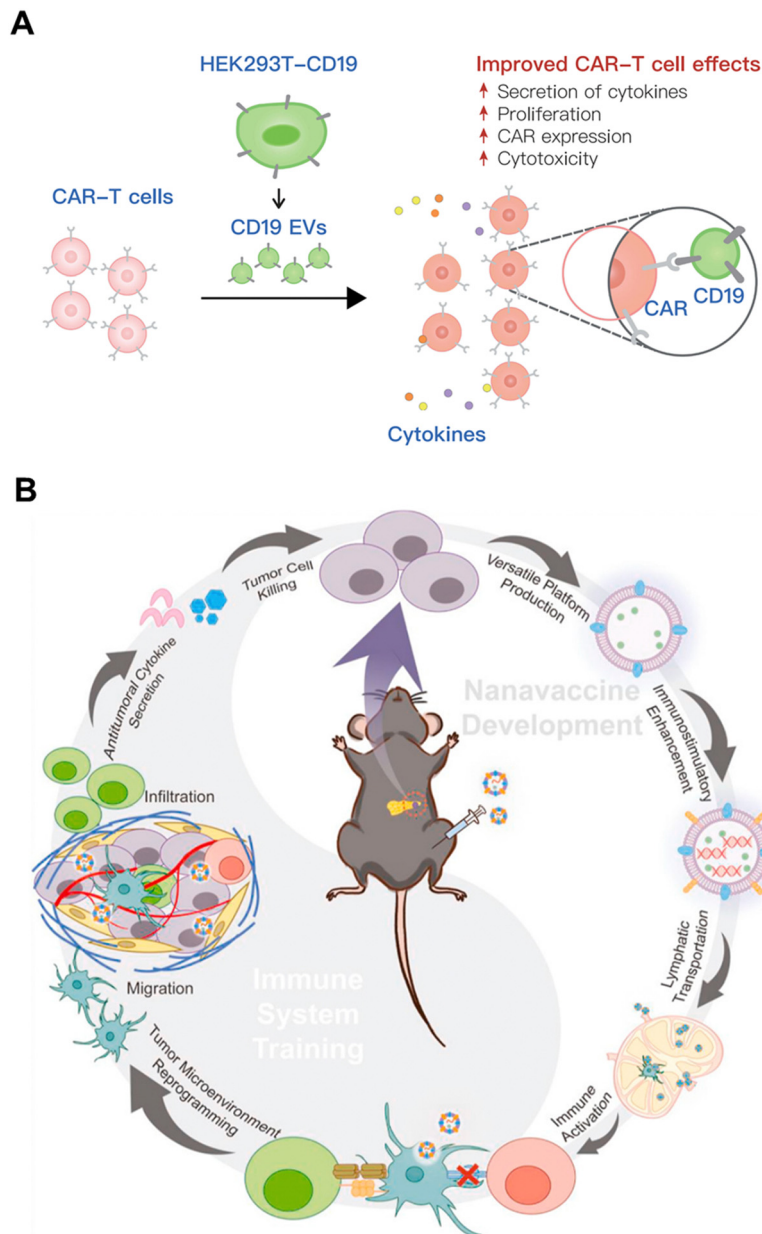 A
HEK293T–CD19
Improved CAR–T cell effects
Secretion of cytokines
Proliferation
CAR expression
Cytotoxicity
CAR–T cells
CD19 EVs
CAR
CD19
Cytokines
B
Tumor Cell
Killing
Versatile Platform
Production
Antitumoral Cytokine
Secretion
Nanavaccine
Development
Immunostimulatory
Enhancement
Infiltration
Lymphatic
Transportation
Migration
Immune
System
Training
Tumor Microenvironment
Reprogramming
Immune
Activation